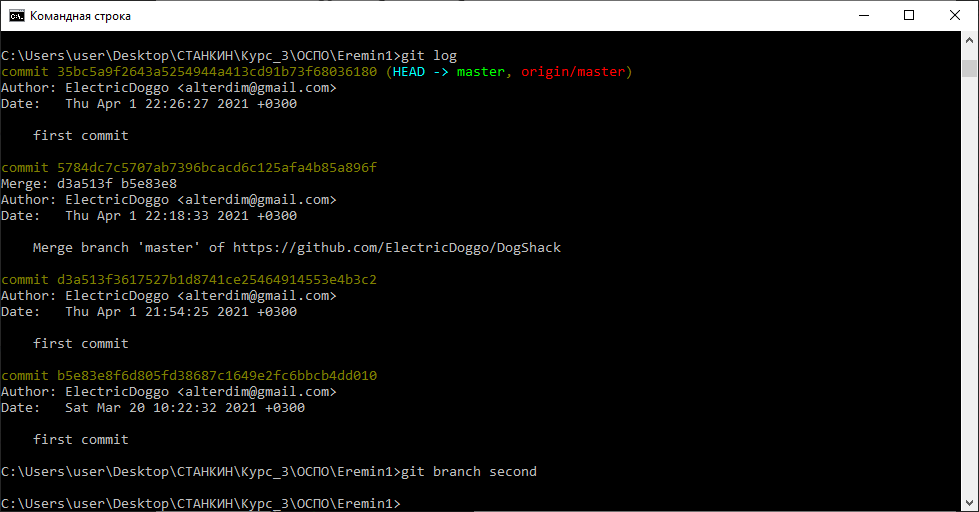 Командная строка
C:\Users\user\Desktop\СТАНКИН\Курс_3\ОСПО\Eremin1>git log
commit 35bc5a9f2643a5254944a413cd91b73f68036180 (HEAD -> master, origin/master)
Author: ElectricDoggo <alterdim@gmail.com>
Date:   Thu Apr 1 22:26:27 2021 +0300
first commit
commit 5784dc7c5707ab7396bcacd6c125afa4b85a896f
Merge: d3a513f b5e83e8
Author: ElectricDoggo <alterdim@gmail.com>
Date:   Thu Apr 1 22:18:33 2021 +0300
Merge branch 'master' of https://github.com/ElectricDoggo/DogShack
commit d3a513f3617527b1d8741ce25464914553e4b3c2
Author: ElectricDoggo <alterdim@gmail.com>
Date:   Thu Apr 1 21:54:25 2021 +0300
first commit
commit b5e83e8f6d805fd38687c1649e2fc6bbcb4dd010
Author: ElectricDoggo <alterdim@gmail.com>
Date:   Sat Mar 20 10:22:32 2021 +0300
first commit
C:\Users\user\Desktop\СТАНКИН\Курс_3\ОСПО\Eremin1>git branch second
C:\Users\user\Desktop\СТАНКИН\Курс_3\ОСПО\Eremin1>